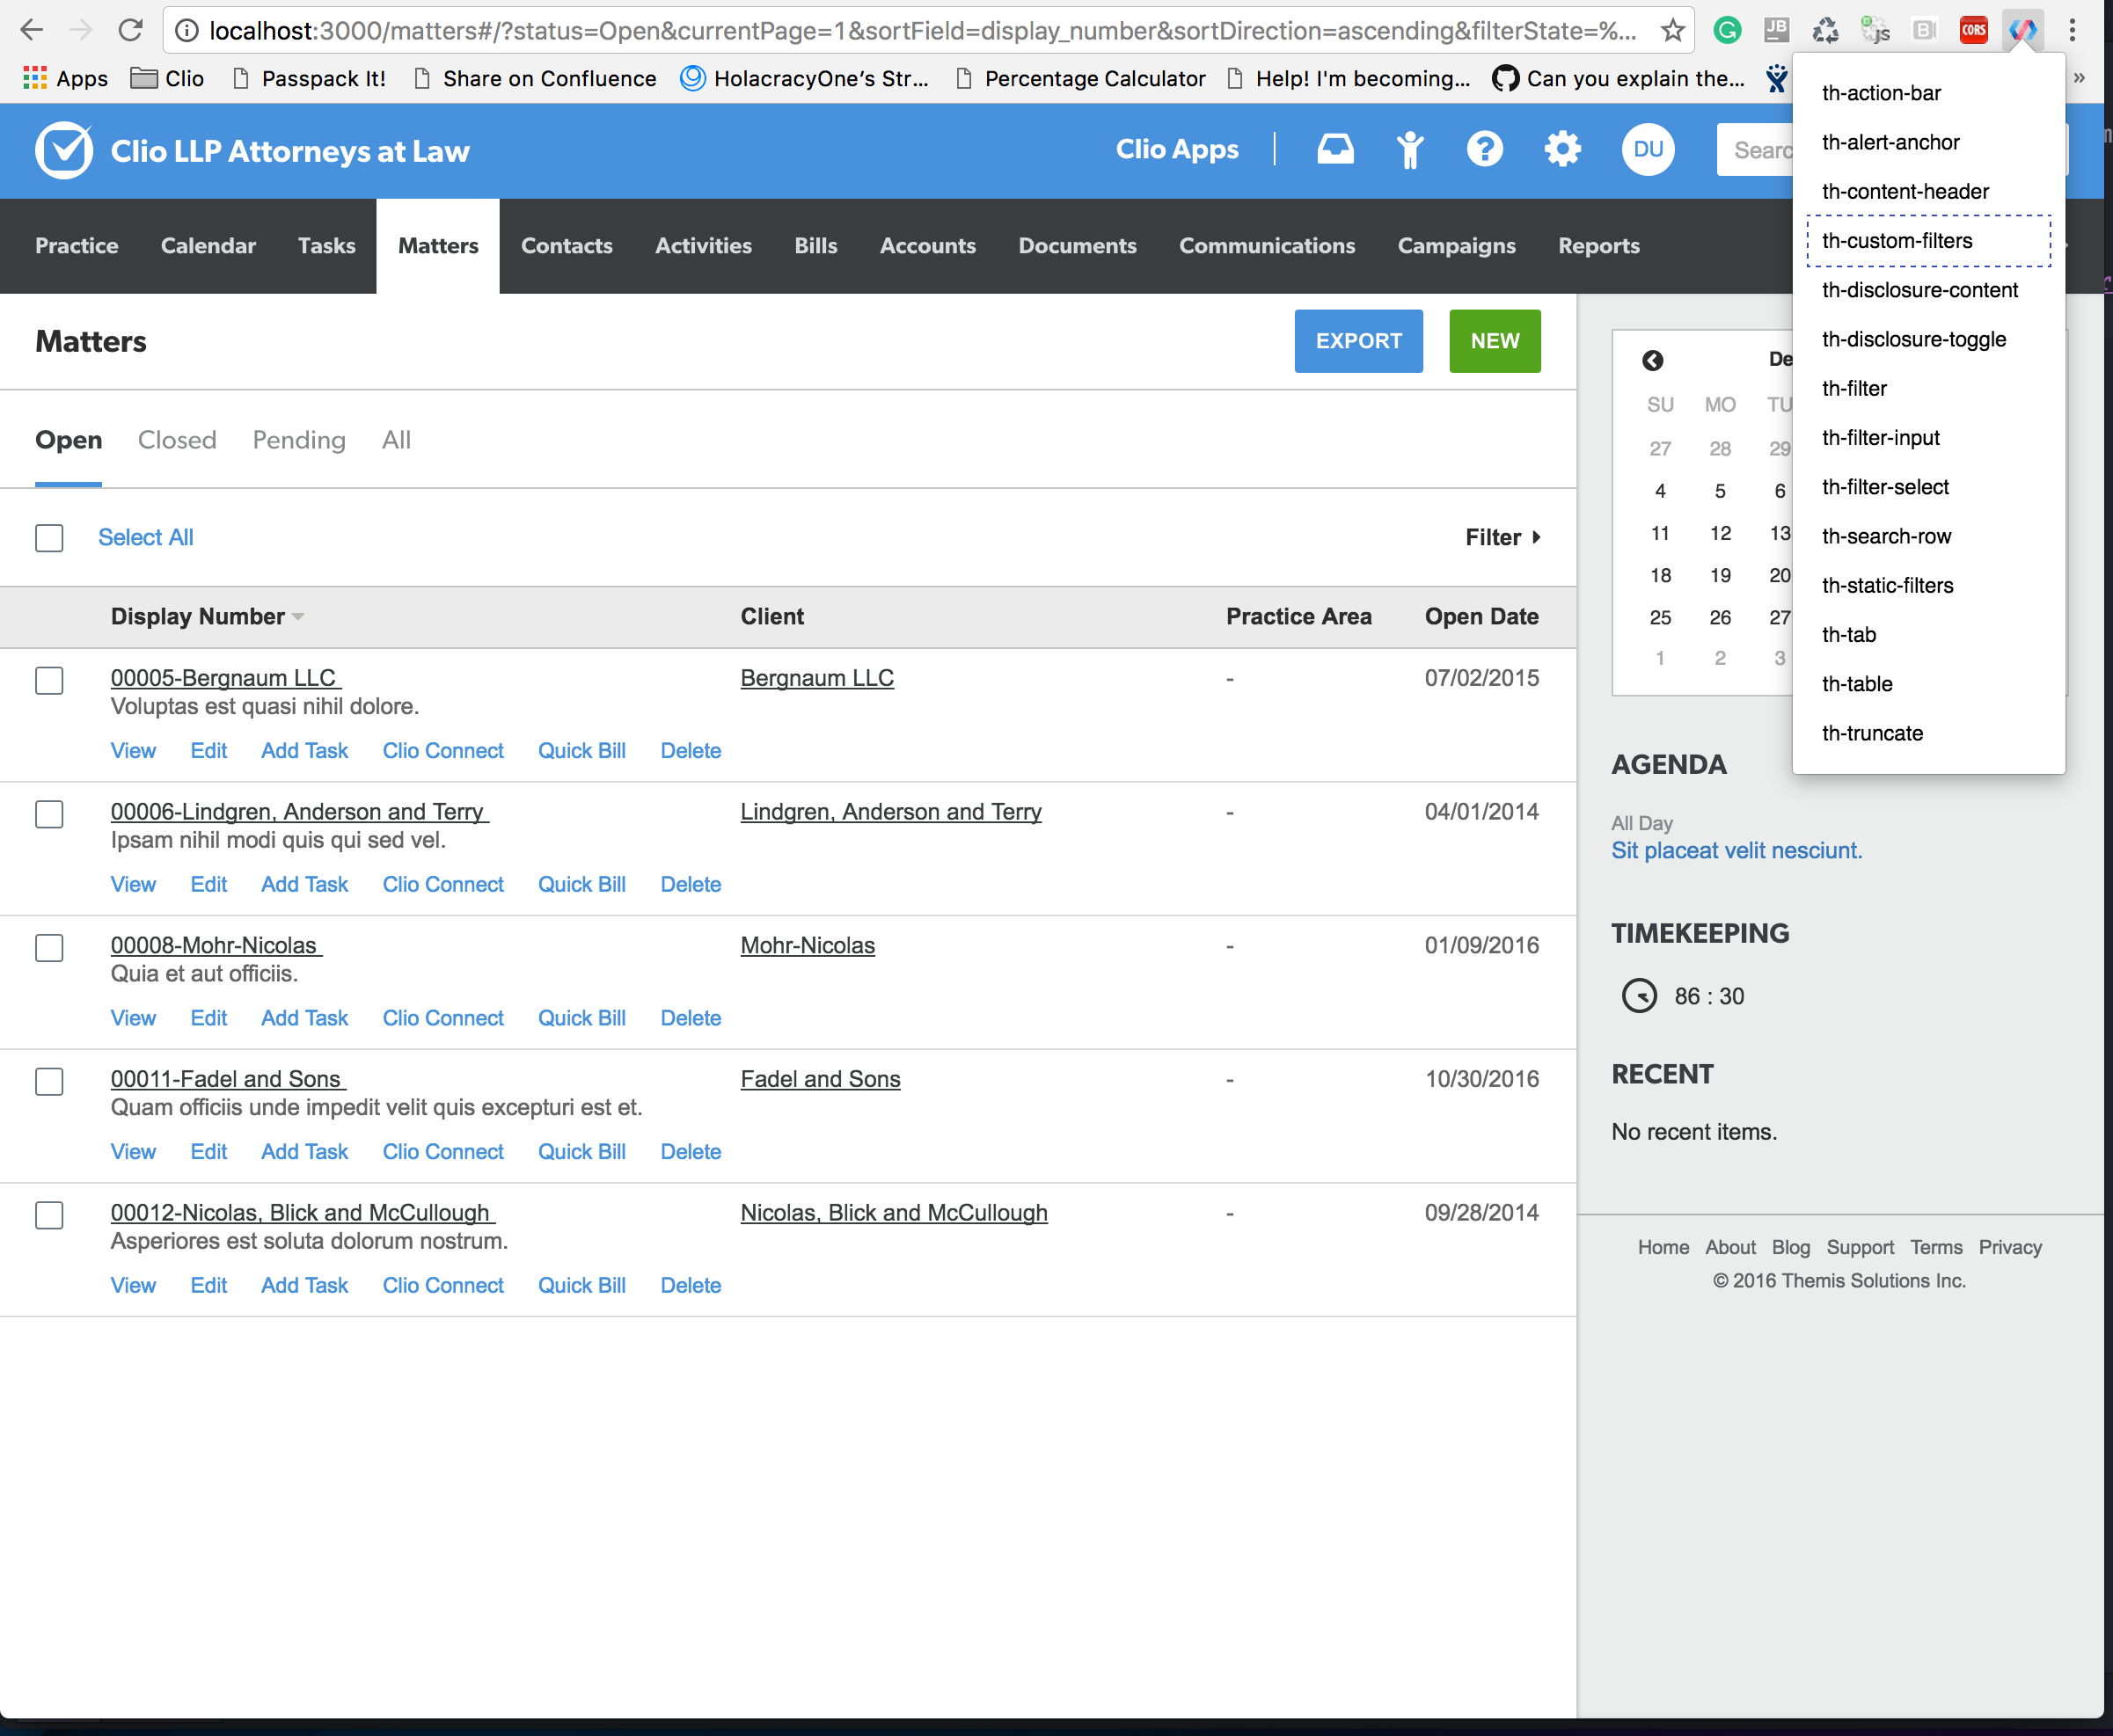 localhost:3000/matters#/?status=Open&currentPage=1&sortField=display_number&sortDirection=ascending&filterState=%...
G JB JS B CORS
Apps Clio Passpack It! Share on Confluence HolacracyOne's Str... Percentage Calculator Help! I'm becoming... Can you explain the... »
Clio LLP Attorneys at Law Clio Apps ? DU Searc
Practice Calendar Tasks Matters Contacts Activities Bills Accounts Documents Communications Campaigns Reports
th-action-bar
th-alert-anchor
th-content-header
th-custom-filters
th-disclosure-content
th-disclosure-toggle
th-filter
th-filter-input
th-filter-select
th-search-row
th-static-filters
th-tab
th-table
th-truncate
Matters EXPORT NEW
Open Closed Pending All
Select All Filter
Display Number Client Practice Area Open Date
00005-Bergnaum LLC Bergnaum LLC - 07/02/2015
Voluptas est quasi nihil dolore.
View Edit Add Task Clio Connect Quick Bill Delete
00006-Lindgren, Anderson and Terry Lindgren, Anderson and Terry - 04/01/2014
Ipsam nihil modi quis qui sed vel.
View Edit Add Task Clio Connect Quick Bill Delete
00008-Mohr-Nicolas Mohr-Nicolas - 01/09/2016
Quia et aut officiis.
View Edit Add Task Clio Connect Quick Bill Delete
00011-Fadel and Sons Fadel and Sons - 10/30/2016
Quam officiis unde impedit velit quis excepturi est et.
View Edit Add Task Clio Connect Quick Bill Delete
00012-Nicolas, Blick and McCullough Nicolas, Blick and McCullough - 09/28/2014
Asperiores est soluta dolorum nostrum.
View Edit Add Task Clio Connect Quick Bill Delete
De
SU MO TU
27 28 29
4 5 6
11 12 13
18 19 20
25 26 27
1 2 3
AGENDA
All Day
Sit placeat velit nesciunt.
TIMEKEEPING
86 : 30
RECENT
No recent items.
Home About Blog Support Terms Privacy
© 2016 Themis Solutions Inc.